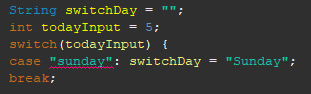 String switchDay = "";
int todayInput = 5;
switch(todayInput) {
case "sunday": switchDay = "Sunday";
break;